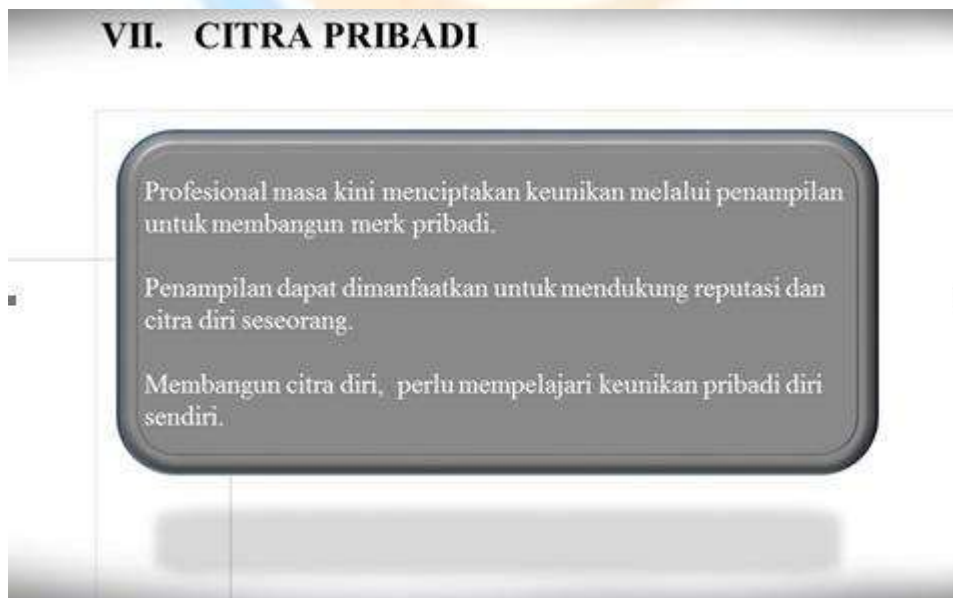 VII. CITRA PRIBADI
Profesional masa kini menciptakan keunikan melalui penampilan
untuk membangun merk pribadi.
Penampilan dapat dimanfaatkan untuk mendukung reputasi dan
citra diri seseorang.
Membangun citra diri, perlu mempelajari keunikan pribadi diri
sendiri.